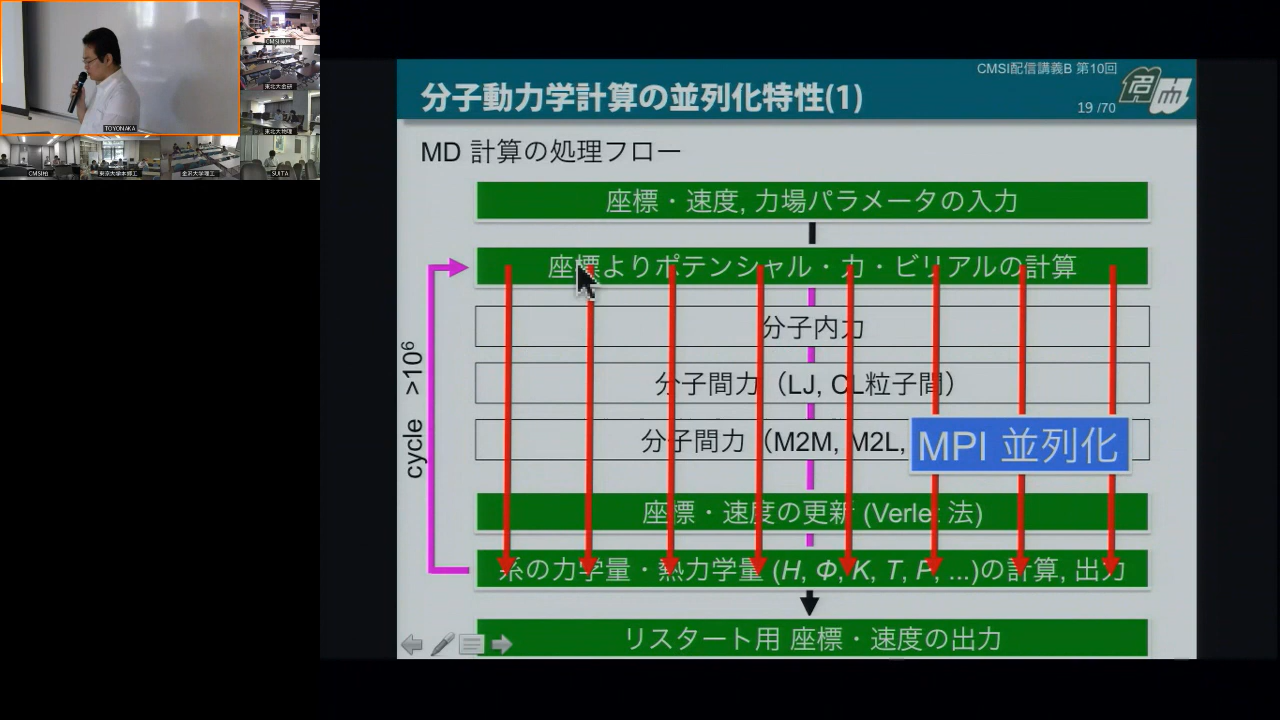 TOYONAKA
CMSI神戸
東北大金研
東北大物理
CMSI柏
東京大学本郷工
金沢大学理工
SUITA
CMSI配信講義B 第10回
分子動力学計算の並列化特性(1)
19 /70
MD 計算の処理フロー
座標・速度, 力場パラメータの入力
座標よりポテンシャル・力・ビリアルの計算
分子内力
分子間力（LJ, CL粒子間）
分子間力（M2M, M2L,
MPI 並列化
座標・速度の更新 (Verlet 法)
系の力学量・熱力学量 (H, Φ, K, T, P, ...)の計算, 出力
リスタート用 座標・速度の出力
cycle >10⁶